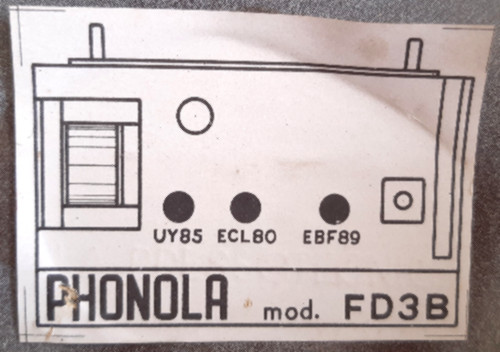 UY85 ECL80 EBF89
PHONOLA mod. FD3B